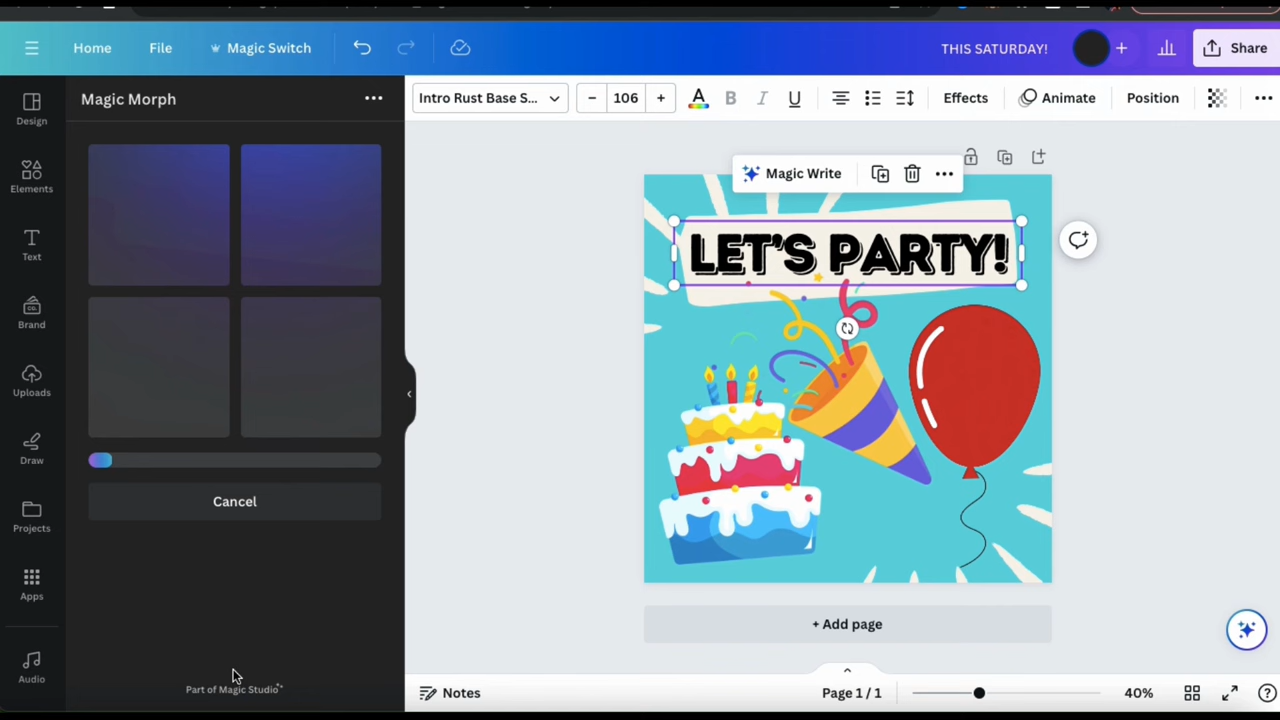 Home File Magic Switch THIS SATURDAY! Share
Design
Elements
Text
Brand
Uploads
Draw
Projects
Apps
Audio
Magic Morph
Cancel
Part of Magic Studio
Intro Rust Base S... 106 A B I U Effects Animate Position
Magic Write
LET'S PARTY!
+ Add page
Notes Page 1 / 1 40%